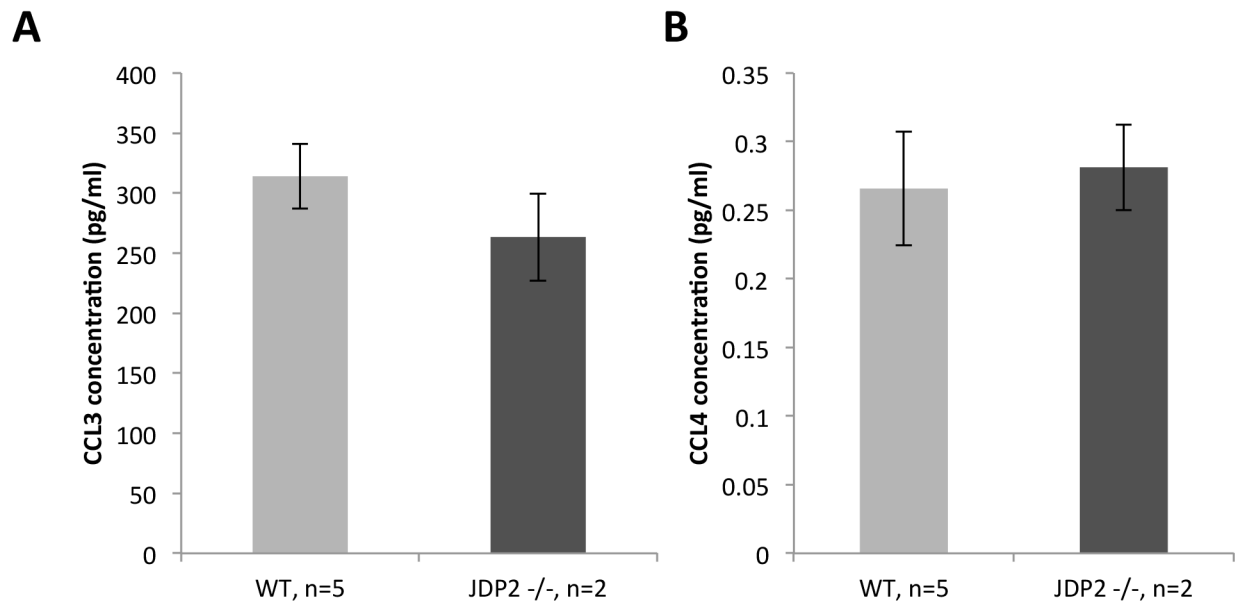 A
CCL3 concentration (pg/ml)
400
350
300
250
200
150
100
50
0
WT, n=5
JDP2 -/-, n=2
B
CCL4 concentration (pg/ml)
0.35
0.3
0.25
0.2
0.15
0.1
0.05
0
WT, n=5
JDP2 -/-, n=2